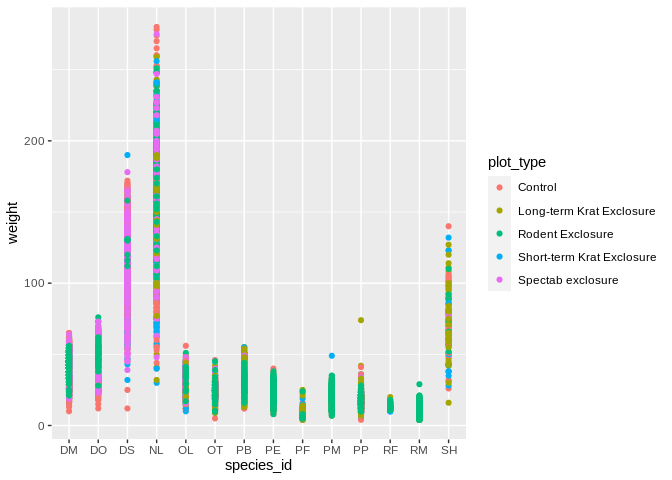 200
100
0
weight
DM DO DS NL OL OT PB PE PF PM PP RF RM SH
species_id
plot_type
Control
Long-term Krat Exclosure
Rodent Exclosure
Short-term Krat Exclosure
Spectab exclosure